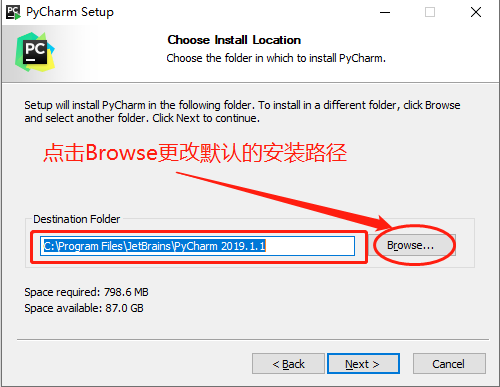 PyCharm Setup
PC
Choose Install Location
Choose the folder in which to install PyCharm.
Setup will install PyCharm in the following folder. To install in a different folder, click Browse
and select another folder. Click Next to continue.
点击Browse更改默认的安装路径
Destination Folder
C:\Program Files\JetBrains\PyCharm 2019.1.1
Browse...
Space required: 798.6 MB
Space available: 87.0 GB
< Back
Next >
Cancel